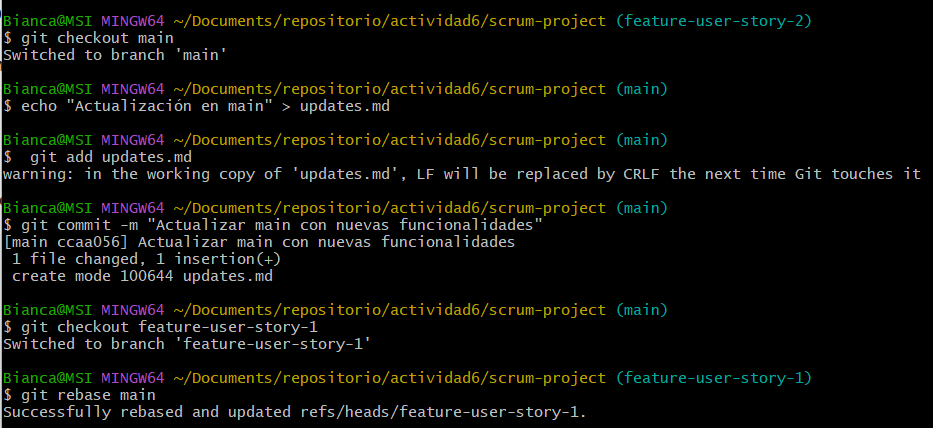 Bianca@MSI MINGW64 ~/Documents/repositorio/actividad6/scrum-project (feature-user-story-2)
$ git checkout main
Switched to branch 'main'
Bianca@MSI MINGW64 ~/Documents/repositorio/actividad6/scrum-project (main)
$ echo "Actualización en main" > updates.md
Bianca@MSI MINGW64 ~/Documents/repositorio/actividad6/scrum-project (main)
$  git add updates.md
warning: in the working copy of 'updates.md', LF will be replaced by CRLF the next time Git touches it
Bianca@MSI MINGW64 ~/Documents/repositorio/actividad6/scrum-project (main)
$ git commit -m "Actualizar main con nuevas funcionalidades"
[main ccaa056] Actualizar main con nuevas funcionalidades
 1 file changed, 1 insertion(+)
 create mode 100644 updates.md
Bianca@MSI MINGW64 ~/Documents/repositorio/actividad6/scrum-project (main)
$ git checkout feature-user-story-1
Switched to branch 'feature-user-story-1'
Bianca@MSI MINGW64 ~/Documents/repositorio/actividad6/scrum-project (feature-user-story-1)
$ git rebase main
Successfully rebased and updated refs/heads/feature-user-story-1.